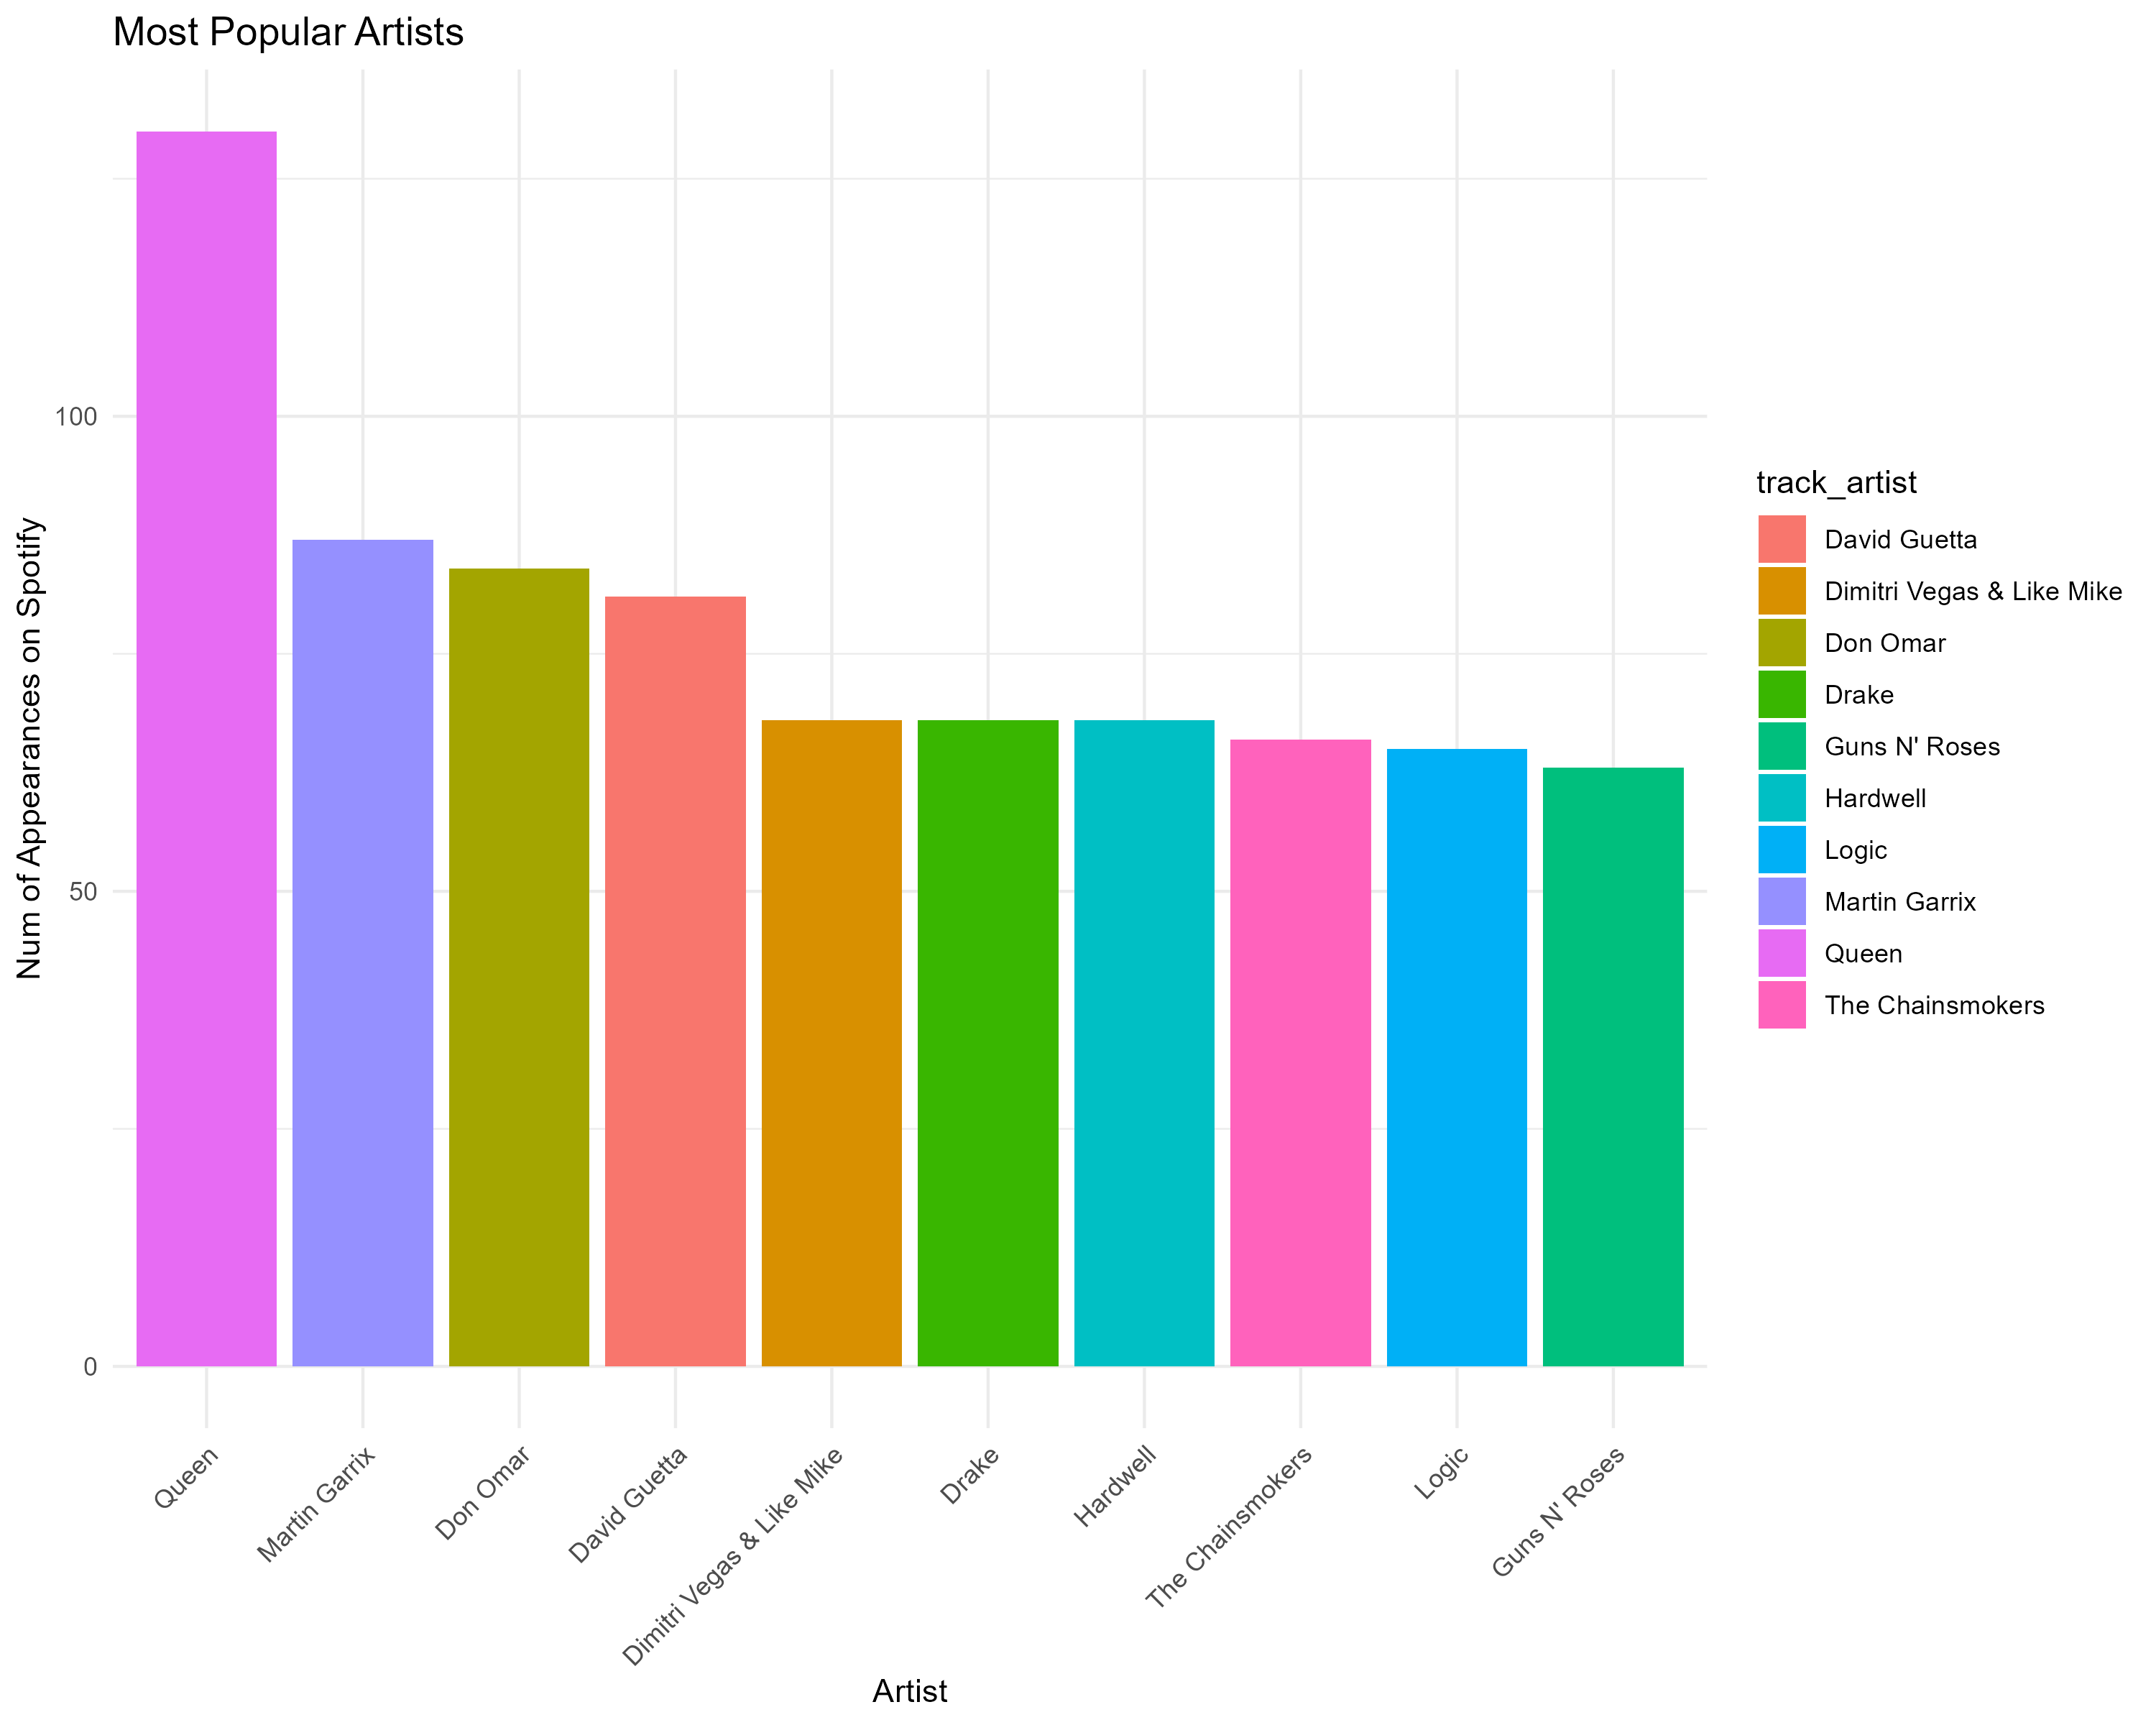 Most Popular Artists
Num of Appearances on Spotify
100
50
0
Queen
Martin Garrix
Don Omar
David Guetta
Dimitri Vegas & Like Mike
Drake
Hardwell
The Chainsmokers
Logic
Guns N' Roses
Artist
track_artist
David Guetta
Dimitri Vegas & Like Mike
Don Omar
Drake
Guns N' Roses
Hardwell
Logic
Martin Garrix
Queen
The Chainsmokers